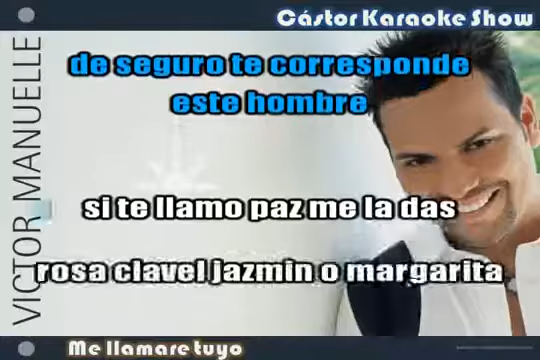 Cástor Karaoke Show
VICTOR MANUELLE
de seguro te corresponde
este hombre
si te llamo paz me la das
rosa clavel jazmin o margarita
Me llamare tuyo